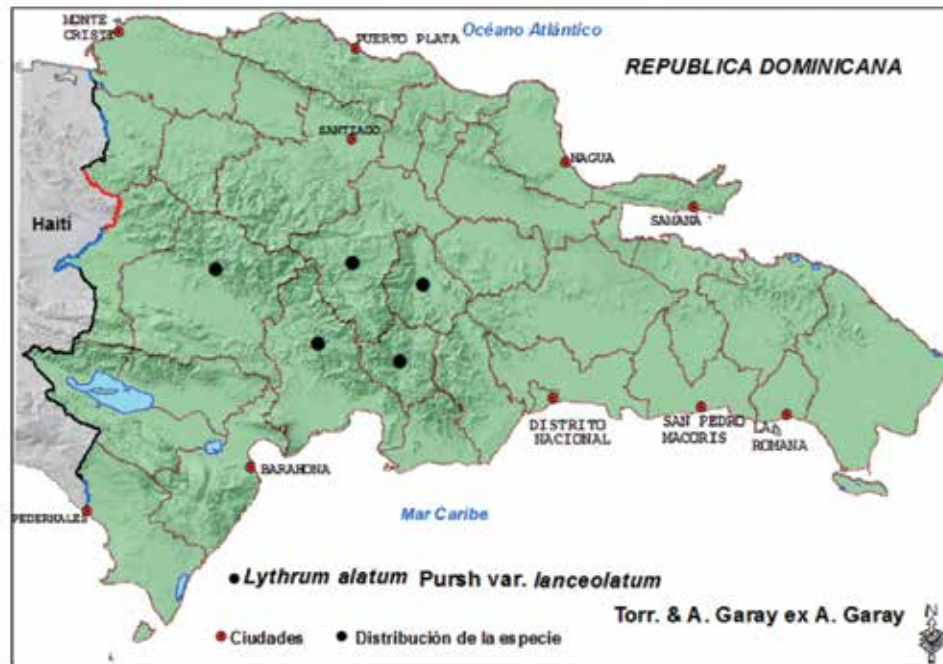 MONTE
CRISTI
PUERTO PLATA
Océano Atlántico
REPUBLICA DOMINICANA
SANTIAGO
NAGUA
SAMANA
Haití
DISTRITO
NACIONAL
SAN PEDRO
MACORIS
LA
ROMANA
BARAHONA
PEDERNALES
Mar Caribe
Lythrum alatum Pursh var. lanceolatum
Torr. & A. Garay ex A. Garay
N
Ciudades
Distribución de la especie